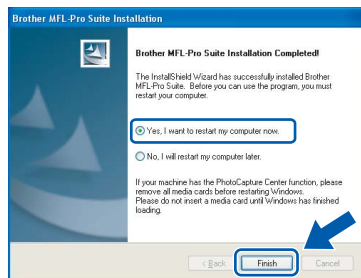 Brother MFL-Pro Suite Installation
Brother MFL-Pro Suite Installation Completed!
The InstallShield Wizard has successfully installed Brother
MFL-Pro Suite. Before you can use the program, you must
restart your computer.
Yes, I want to restart my computer now.
No, I will restart my computer later.
If your machine has the PhotoCapture Center function, please
remove all media cards before restarting Windows.
Please do not insert a media card until Windows has finished
loading.
< Back
Finish
Cancel